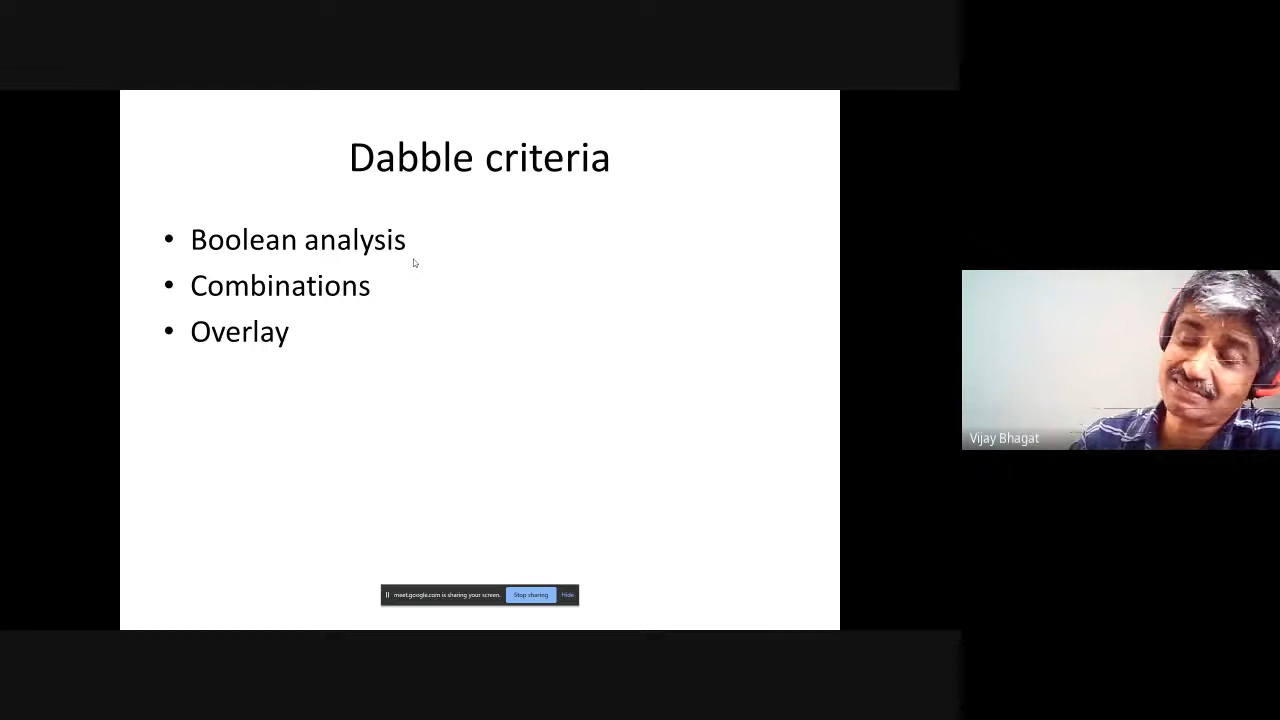 Dabble criteria
• Boolean analysis
• Combinations
• Overlay
Vijay Bhagat
meet.google.com is sharing your screen. Stop sharing Hide